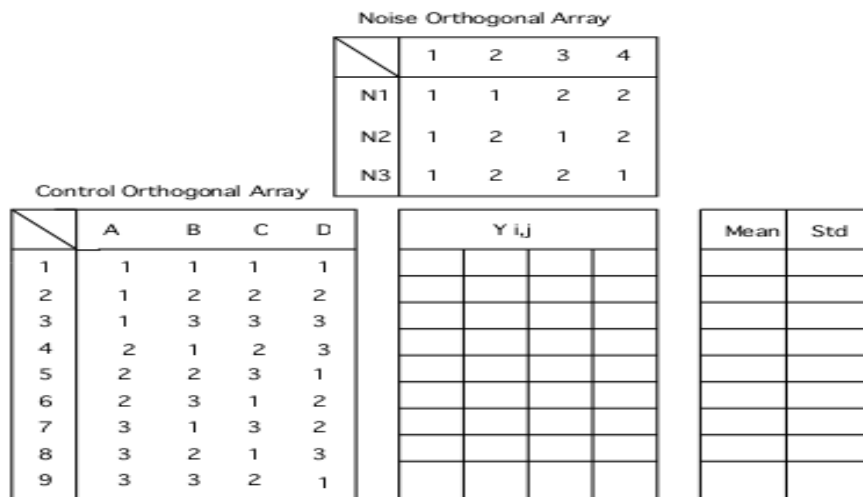 Noise Orthogonal Array
1 2 3 4
N1 1 1 2 2
N2 1 2 1 2
N3 1 2 2 1
Control Orthogonal Array
A B C D
1 1 1 1 1
2 1 2 2 2
3 1 3 3 3
4 2 1 2 3
5 2 2 3 1
6 2 3 1 2
7 3 1 3 2
8 3 2 1 3
9 3 3 2 1
Y i,j
Mean Std